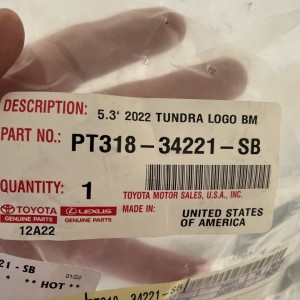 DESCRIPTION: 5.3' 2022 TUNDRA LOGO BM
PART NO.: PT318-34221-SB
QUANTITY: 1
TOYOTA MOTOR SALES, U.S.A., INC.
TOYOTA GENUINE PARTS LEXUS GENUINE PARTS
MADE IN: UNITED STATES OF AMERICA
12A22
21 - SB
01/22
** HOT **
PT318-34221-SB